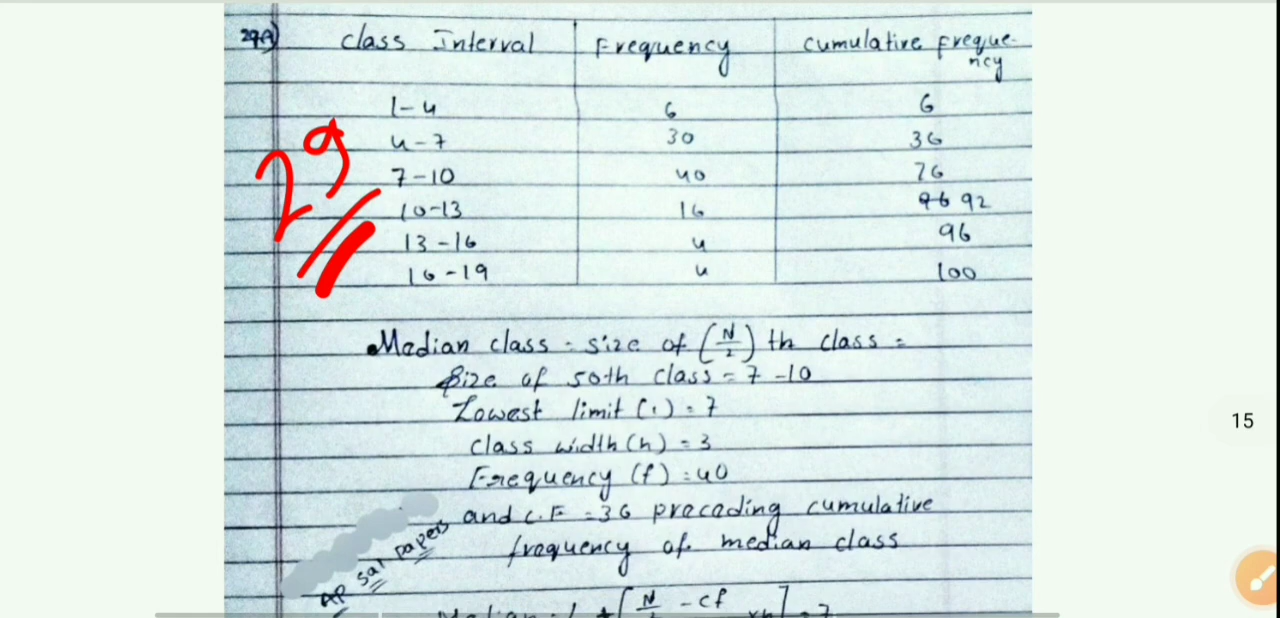 29A) Class Interval Frequency Cumulative freque-
ncy
1-4 6 6
4-7 30 36
7-10 40 76
10-13 16 96 92
13-16 4 96
16-19 4 100
29
Median class = size of (N/2) th class =
Size of 50th class = 7-10
Lowest limit (l) = 7
class width (h) = 3
Frequency (f) = 40
and C.F = 36 preceding cumulative
frequency of median class
AP sa1 papers
15